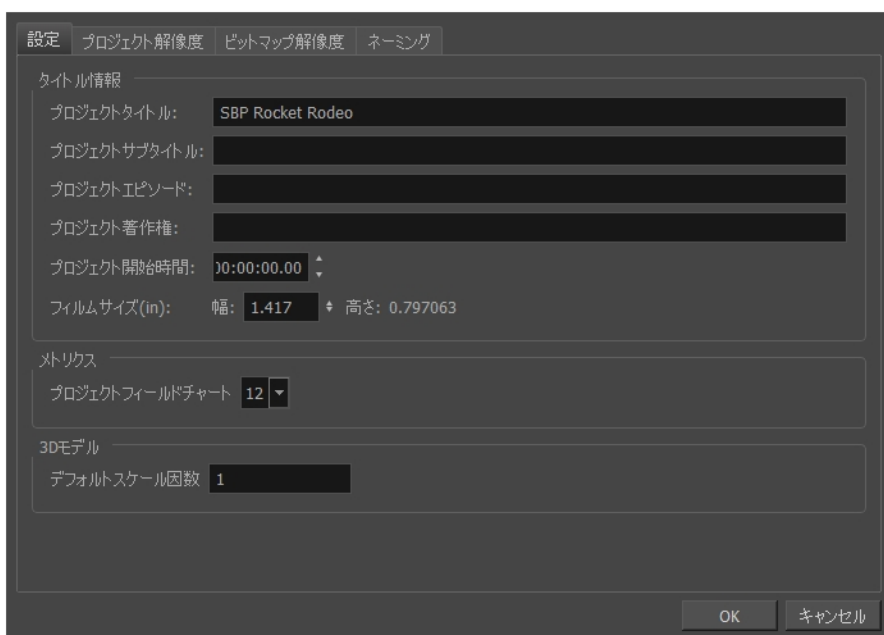 設定 プロジェクト解像度 ビットマップ解像度 ネーミング
タイトル情報
プロジェクトタイトル: SBP Rocket Rodeo
プロジェクトサブタイトル:
プロジェクトエピソード:
プロジェクト著作権:
プロジェクト開始時間: 00:00:00.00
フィルムサイズ(in): 幅: 1.417 高さ: 0.797063
メトリクス
プロジェクトフィールドチャート 12
3Dモデル
デフォルトスケール因数 1
OK キャンセル